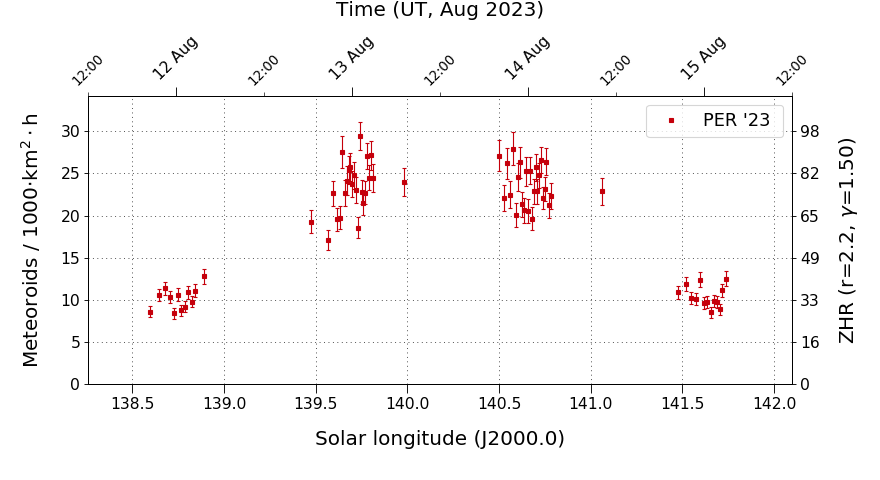 Time (UT, Aug 2023)
12:00 12 Aug 12:00 13 Aug 12:00 14 Aug 12:00 15 Aug 12:00
PER '23
Meteoroids / 1000·km² · h
30
25
20
15
10
5
0
98
82
65
49
33
16
0
ZHR (r=2.2, γ=1.50)
138.5 139.0 139.5 140.0 140.5 141.0 141.5 142.0
Solar longitude (J2000.0)